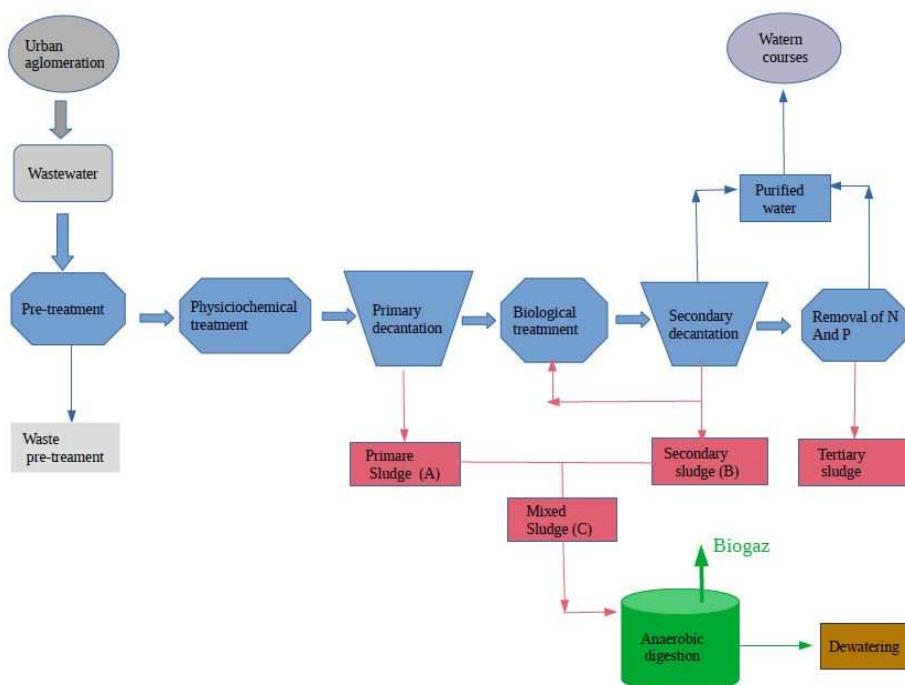 Urban
aglomeration
Watern
courses
Wastewater
Purified
water
Pre-treatment
Physiciochemical
treatment
Primary
decantation
Biological
treatmnent
Secondary
decantation
Removal of N
And P
Waste
pre-treament
Primare
Sludge (A)
Secondary
sludge (B)
Tertiary
sludge
Mixed
Sludge (C)
Biogaz
Anaerobic
digestion
Dewatering